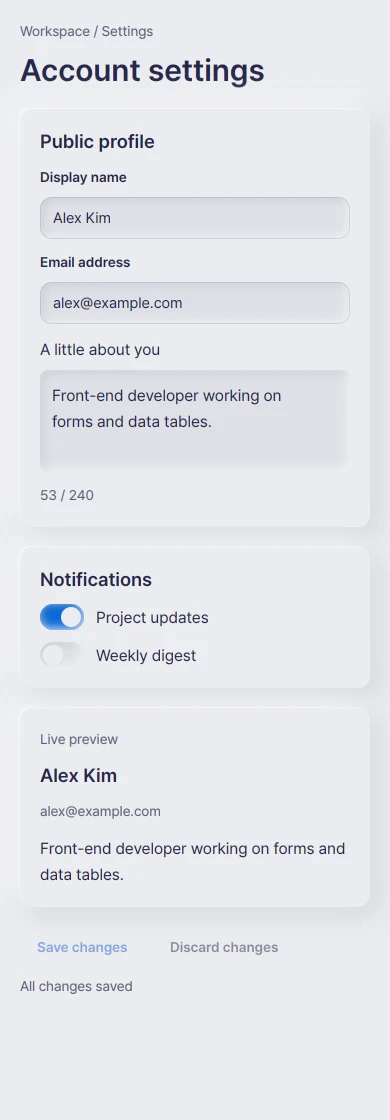 Workspace / Settings
Account settings
Public profile
Display name
Alex Kim
Email address
alex@example.com
A little about you
Front-end developer working on
forms and data tables.
53 / 240
Notifications
Project updates
Weekly digest
Live preview
Alex Kim
alex@example.com
Front-end developer working on forms and
data tables.
Save changes Discard changes
All changes saved